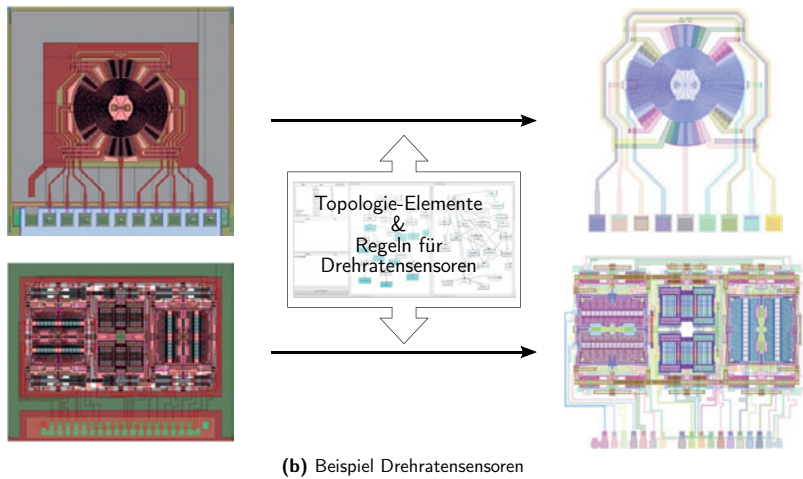 Topologie-Elemente
&
Regeln für
Drehratensensoren
(b) Beispiel Drehratensensoren